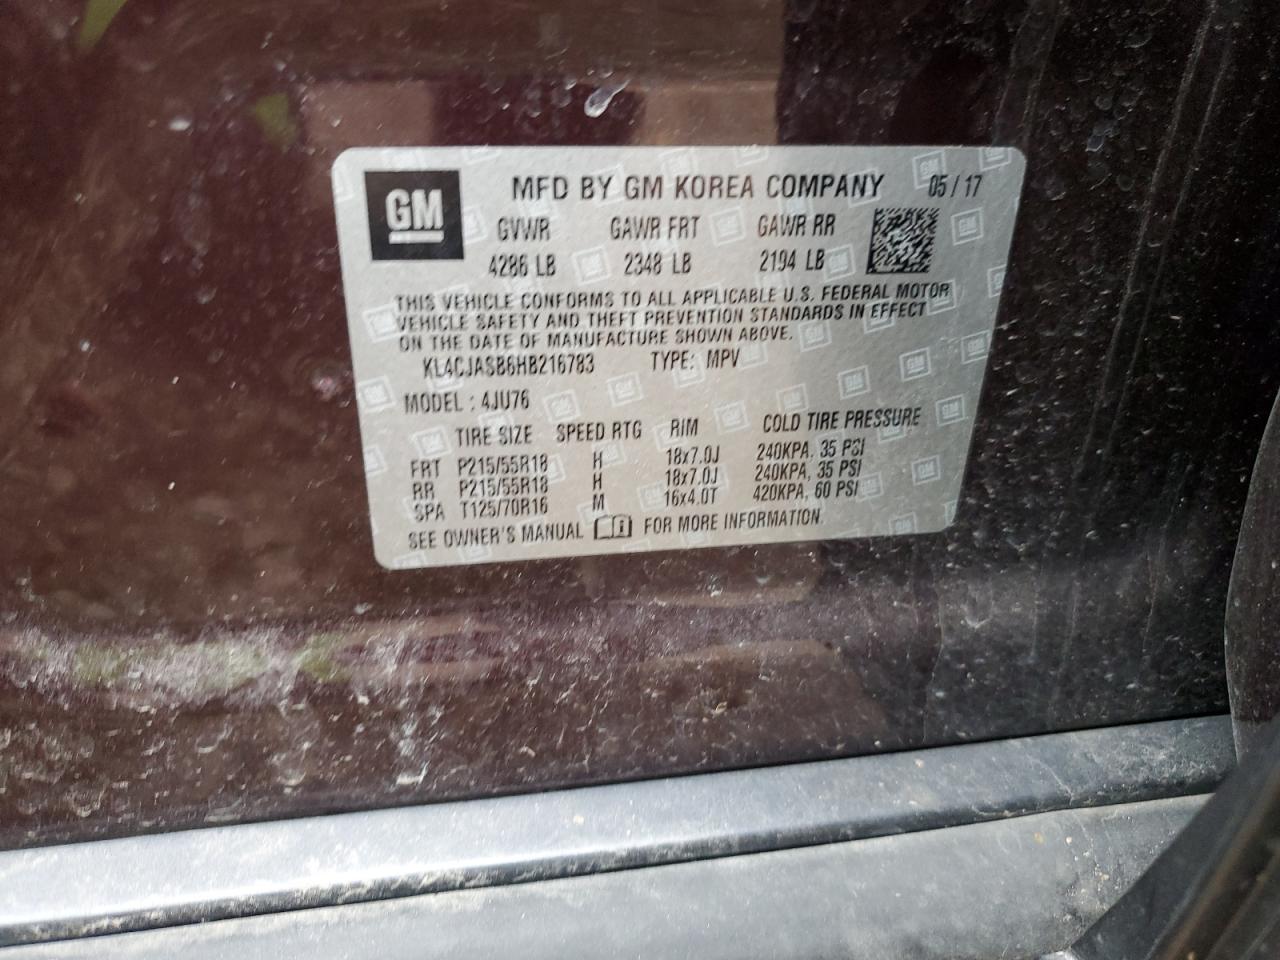 GM MFD BY GM KOREA COMPANY 05/17
GVWR GAWR FRT GAWR RR
4286 LB 2348 LB 2194 LB
THIS VEHICLE CONFORMS TO ALL APPLICABLE U.S. FEDERAL MOTOR
VEHICLE SAFETY AND THEFT PREVENTION STANDARDS IN EFFECT
ON THE DATE OF MANUFACTURE SHOWN ABOVE.
KL4CJASB6HB216783 TYPE: MPV
MODEL : 4JU76
TIRE SIZE SPEED RTG RIM COLD TIRE PRESSURE
FRT P215/55R18 H 18x7.0J 240KPA, 35 PSI
RR P215/55R18 H 18x7.0J 240KPA, 35 PSI
SPA T125/70R16 M 16x4.0T 420KPA, 60 PSI
SEE OWNER'S MANUAL FOR MORE INFORMATION.